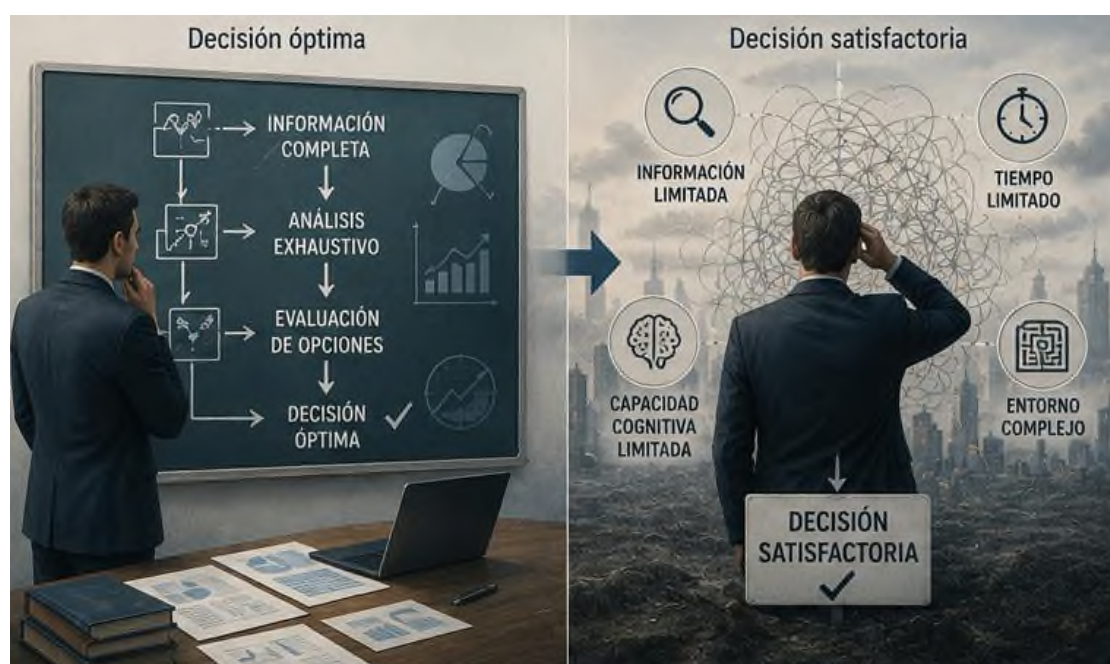 Decisión óptima
INFORMACIÓN
COMPLETA
ANÁLISIS
EXHAUSTIVO
EVALUACIÓN
DE OPCIONES
DECISIÓN
ÓPTIMA
Decisión satisfactoria
INFORMACIÓN
LIMITADA
TIEMPO
LIMITADO
CAPACIDAD
COGNITIVA
LIMITADA
ENTORNO
COMPLEJO
DECISIÓN
SATISFACTORIA